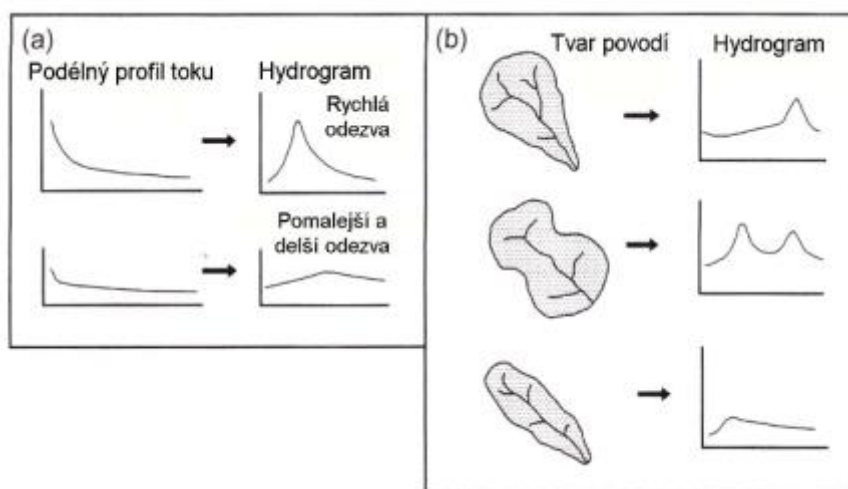 (a)
Podélný profil toku
Hydrogram
Rychlá
odezva
Pomalejší a
delší odezva
(b)
Tvar povodí
Hydrogram